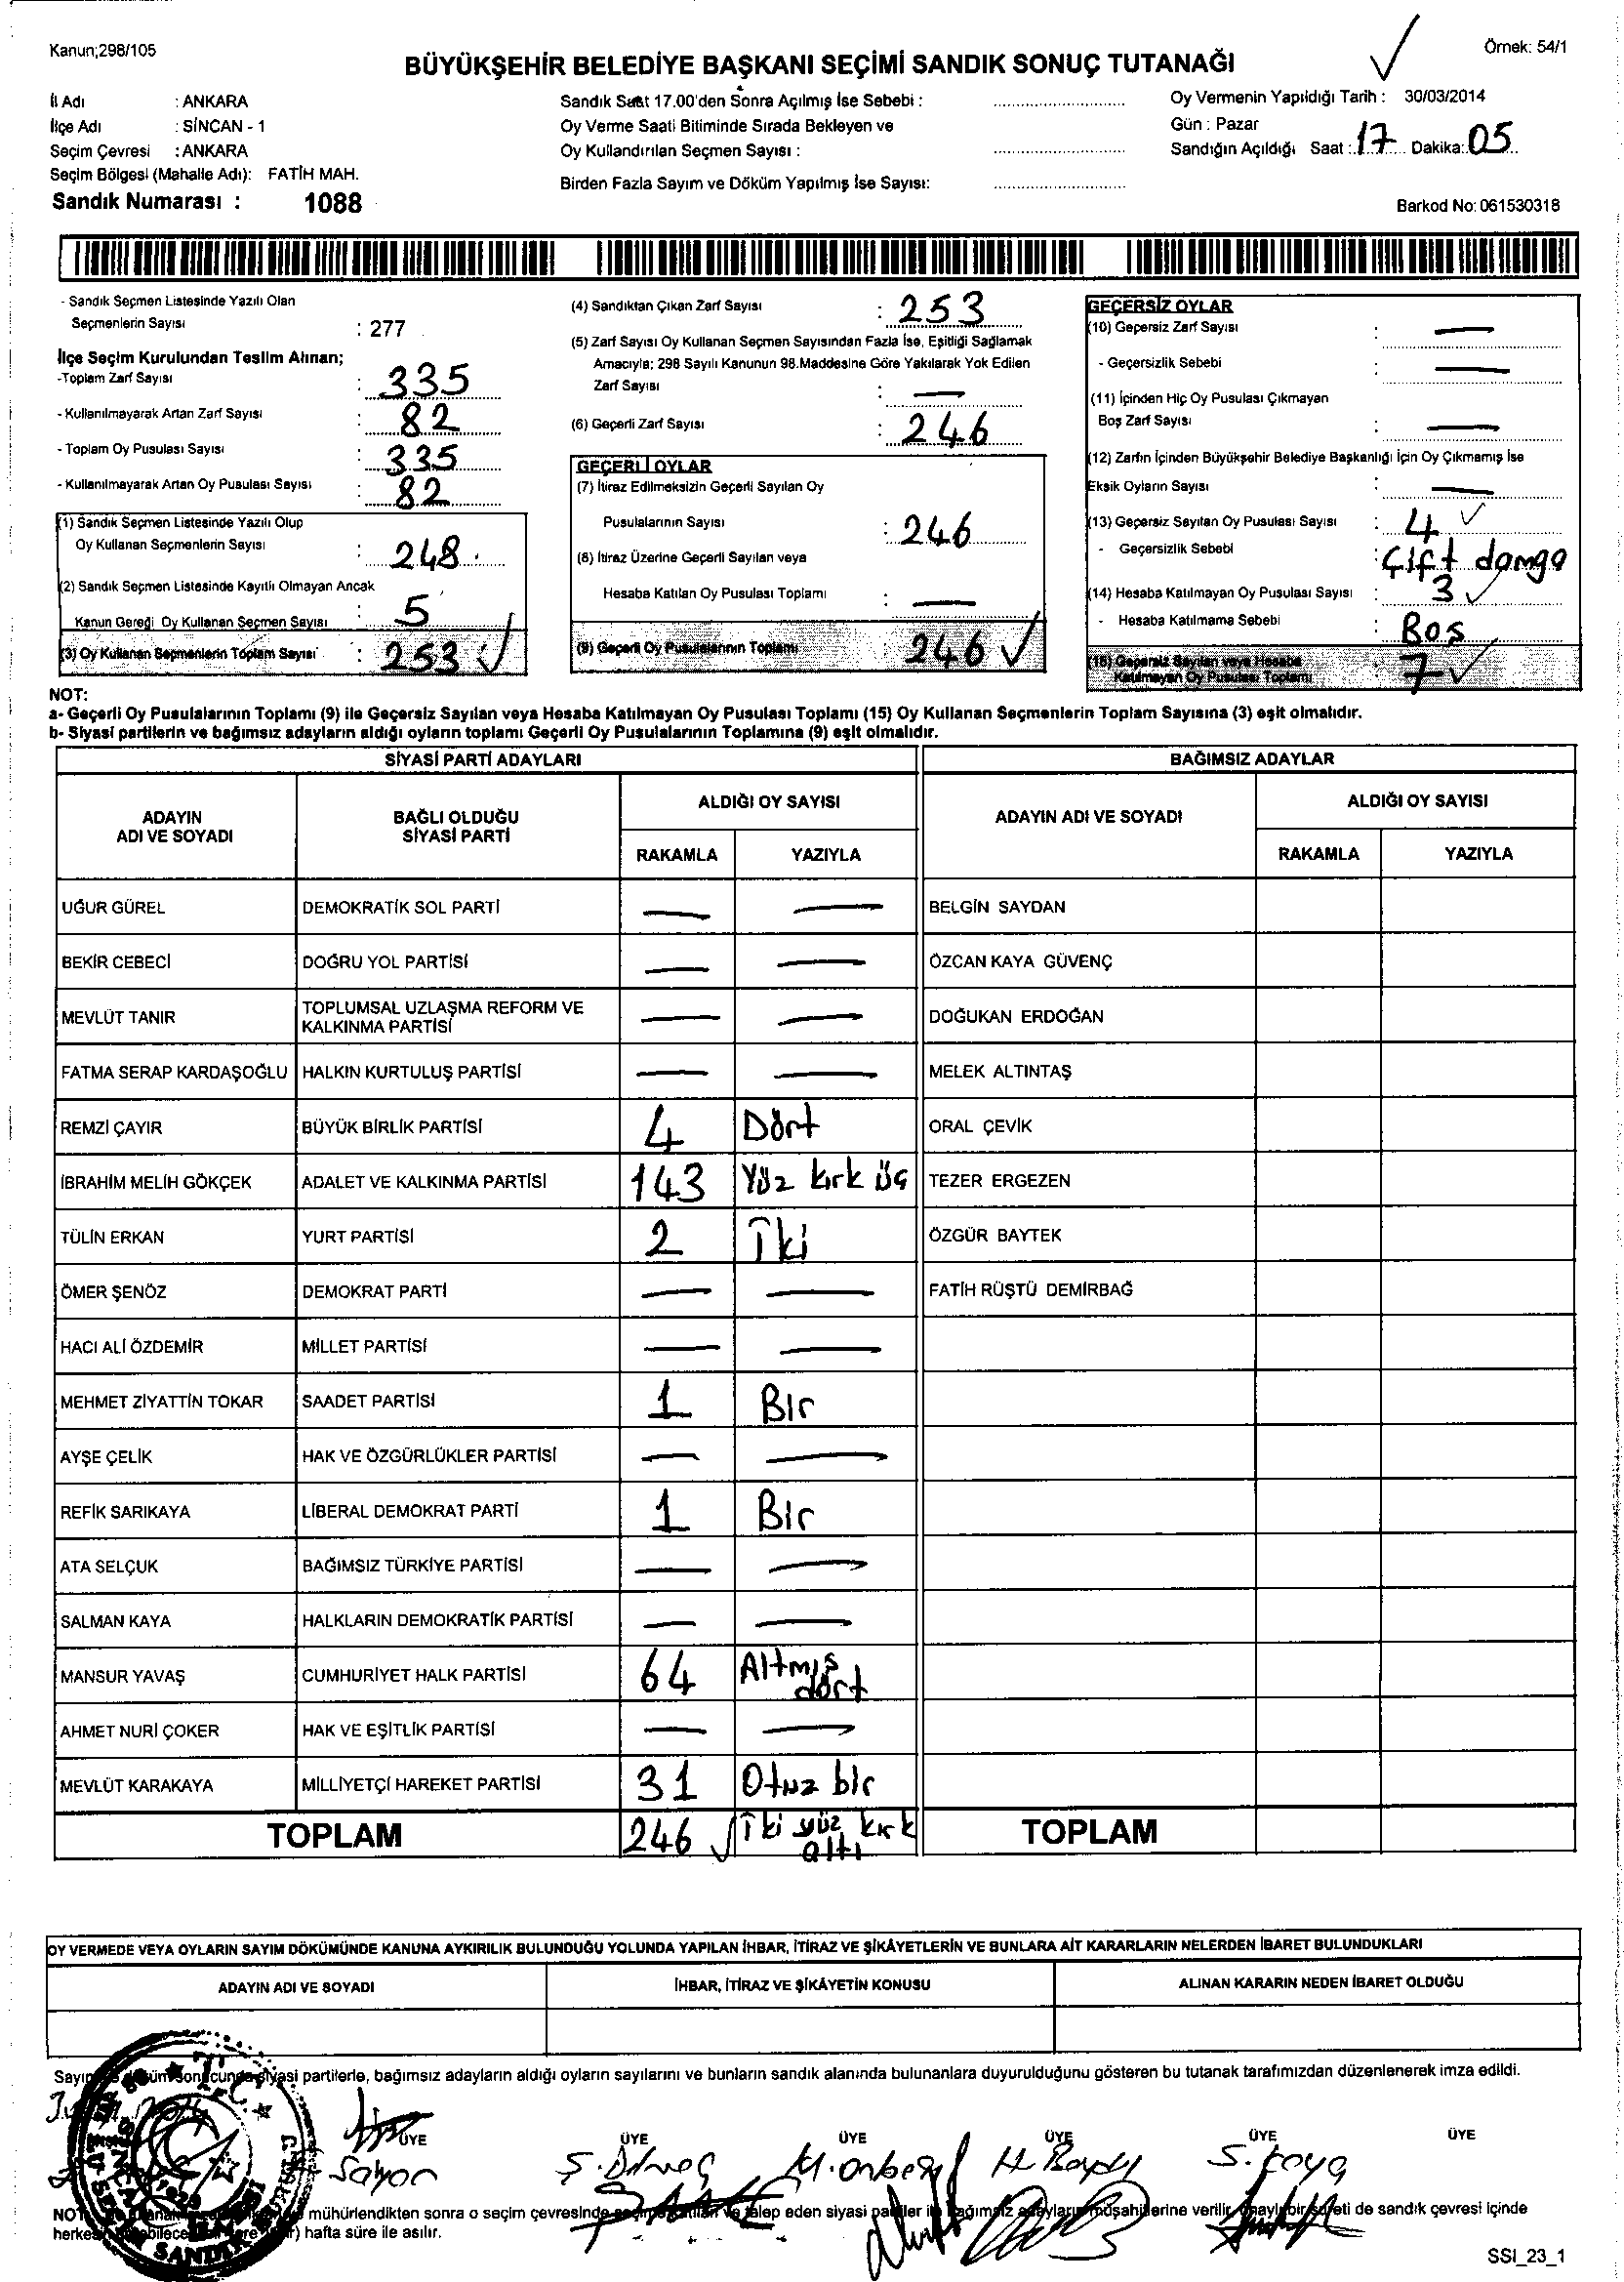 Kanun;298/105
Örnek: 54/1
BÜYÜKŞEHİR BELEDİYE BAŞKANI SEÇİMİ SANDIK SONUÇ TUTANAĞI
İl Adı : ANKARA
İlçe Adı : SİNCAN - 1
Seçim Çevresi : ANKARA
Seçim Bölgesi (Mahalle Adı): FATİH MAH.
Sandık Numarası : 1088
Sandık Saat 17.00'den Sonra Açılmış İse Sebebi :
Oy Verme Saati Bitiminde Sırada Bekleyen ve
Oy Kullandırılan Seçmen Sayısı :
Birden Fazla Sayım ve Döküm Yapılmış İse Sayısı:
Oy Vermenin Yapıldığı Tarih : 30/03/2014
Gün : Pazar
Sandığın Açıldığı Saat : 17 Dakika: 05
Barkod No: 061530318
- Sandık Seçmen Listesinde Yazılı Olan
Seçmenlerin Sayısı : 277
İlçe Seçim Kurulundan Teslim Alınan;
-Toplam Zarf Sayısı : 335
- Kullanılmayarak Artan Zarf Sayısı : 82
- Toplam Oy Pusulası Sayısı : 335
- Kullanılmayarak Artan Oy Pusulası Sayısı : 82
(1) Sandık Seçmen Listesinde Yazılı Olup
Oy Kullanan Seçmenlerin Sayısı : 248
(2) Sandık Seçmen Listesinde Kayıtlı Olmayan Ancak
Kanun Gereği Oy Kullanan Seçmen Sayısı : 5
(3) Oy Kullanan Seçmenlerin Toplam Sayısı : 253
(4) Sandıktan Çıkan Zarf Sayısı : 253
(5) Zarf Sayısı Oy Kullanan Seçmen Sayısından Fazla İse, Eşitliği Sağlamak
Amacıyla; 298 Sayılı Kanunun 98.Maddesine Göre Yakılarak Yok Edilen
Zarf Sayısı : —
(6) Geçerli Zarf Sayısı : 246
GEÇERLİ OYLAR
(7) İtiraz Edilmeksizin Geçerli Sayılan Oy
Pusulalarının Sayısı : 246
(8) İtiraz Üzerine Geçerli Sayılan veya
Hesaba Katılan Oy Pusulası Toplamı : —
(9) Geçerli Oy Pusulalarının Toplamı 246
GEÇERSİZ OYLAR
(10) Geçersiz Zarf Sayısı : —
- Geçersizlik Sebebi : —
(11) İçinden Hiç Oy Pusulası Çıkmayan
Boş Zarf Sayısı : —
(12) Zarfın İçinden Büyükşehir Belediye Başkanlığı İçin Oy Çıkmamış İse
Eksik Oyların Sayısı : —
(13) Geçersiz Sayılan Oy Pusulası Sayısı : 4
- Geçersizlik Sebebi : Çift damga
(14) Hesaba Katılmayan Oy Pusulası Sayısı : 3
- Hesaba Katılmama Sebebi : Boş
(15) Geçersiz Sayılan veya Hesaba
Katılmayan Oy Pusulası Toplamı : 7
NOT:
a- Geçerli Oy Pusulalarının Toplamı (9) ile Geçersiz Sayılan veya Hesaba Katılmayan Oy Pusulası Toplamı (15) Oy Kullanan Seçmenlerin Toplam Sayısına (3) eşit olmalıdır.
b- Siyasi partilerin ve bağımsız adayların aldığı oyların toplamı Geçerli Oy Pusulalarının Toplamına (9) eşit olmalıdır.
SİYASİ PARTİ ADAYLARI
BAĞIMSIZ ADAYLAR
ADAYIN
ADI VE SOYADI
BAĞLI OLDUĞU
SİYASİ PARTİ
ALDIĞI OY SAYISI
RAKAMLA YAZIYLA
ADAYIN ADI VE SOYADI
ALDIĞI OY SAYISI
RAKAMLA YAZIYLA
UĞUR GÜREL DEMOKRATİK SOL PARTİ — — BELGİN SAYDAN
BEKİR CEBECİ DOĞRU YOL PARTİSİ — — ÖZCAN KAYA GÜVENÇ
MEVLÜT TANIR TOPLUMSAL UZLAŞMA REFORM VE
KALKINMA PARTİSİ — — DOĞUKAN ERDOĞAN
FATMA SERAP KARDAŞOĞLU HALKIN KURTULUŞ PARTİSİ — — MELEK ALTINTAŞ
REMZİ ÇAYIR BÜYÜK BİRLİK PARTİSİ 4 Dört ORAL ÇEVİK
İBRAHİM MELİH GÖKÇEK ADALET VE KALKINMA PARTİSİ 143 Yüz kırk üç TEZER ERGEZEN
TÜLİN ERKAN YURT PARTİSİ 2 İki ÖZGÜR BAYTEK
ÖMER ŞENÖZ DEMOKRAT PARTİ — — FATİH RÜŞTÜ DEMİRBAĞ
HACI ALİ ÖZDEMİR MİLLET PARTİSİ — —
MEHMET ZİYATTİN TOKAR SAADET PARTİSİ 1 Bir
AYŞE ÇELİK HAK VE ÖZGÜRLÜKLER PARTİSİ — —
REFİK SARIKAYA LİBERAL DEMOKRAT PARTİ 1 Bir
ATA SELÇUK BAĞIMSIZ TÜRKİYE PARTİSİ — —
SALMAN KAYA HALKLARIN DEMOKRATİK PARTİSİ — —
MANSUR YAVAŞ CUMHURİYET HALK PARTİSİ 64 Altmış
dört
AHMET NURİ ÇOKER HAK VE EŞİTLİK PARTİSİ — —
MEVLÜT KARAKAYA MİLLİYETÇİ HAREKET PARTİSİ 31 Otuz bir
TOPLAM 246 İki yüz kırk
altı
TOPLAM
OY VERMEDE VEYA OYLARIN SAYIM DÖKÜMÜNDE KANUNA AYKIRILIK BULUNDUĞU YOLUNDA YAPILAN İHBAR, İTİRAZ VE ŞİKÂYETLERİN VE BUNLARA AİT KARARLARIN NELERDEN İBARET BULUNDUKLARI
ADAYIN ADI VE SOYADI
İHBAR, İTİRAZ VE ŞİKÂYETİN KONUSU
ALINAN KARARIN NEDEN İBARET OLDUĞU
siyasi partilerle, bağımsız adayların aldığı oyların sayılarını ve bunların sandık alanında bulunanlara duyurulduğunu gösteren bu tutanak tarafımızdan düzenlenerek imza edildi.
ÜYE ÜYE ÜYE ÜYE ÜYE ÜYE
mühürlendikten sonra o seçim çevresinde talep eden siyasi partiler ile bağımsız adayların müşahitlerine verilir, onaylı bir sureti de sandık çevresi içinde
hafta süre ile asılır.
SSI_23_1